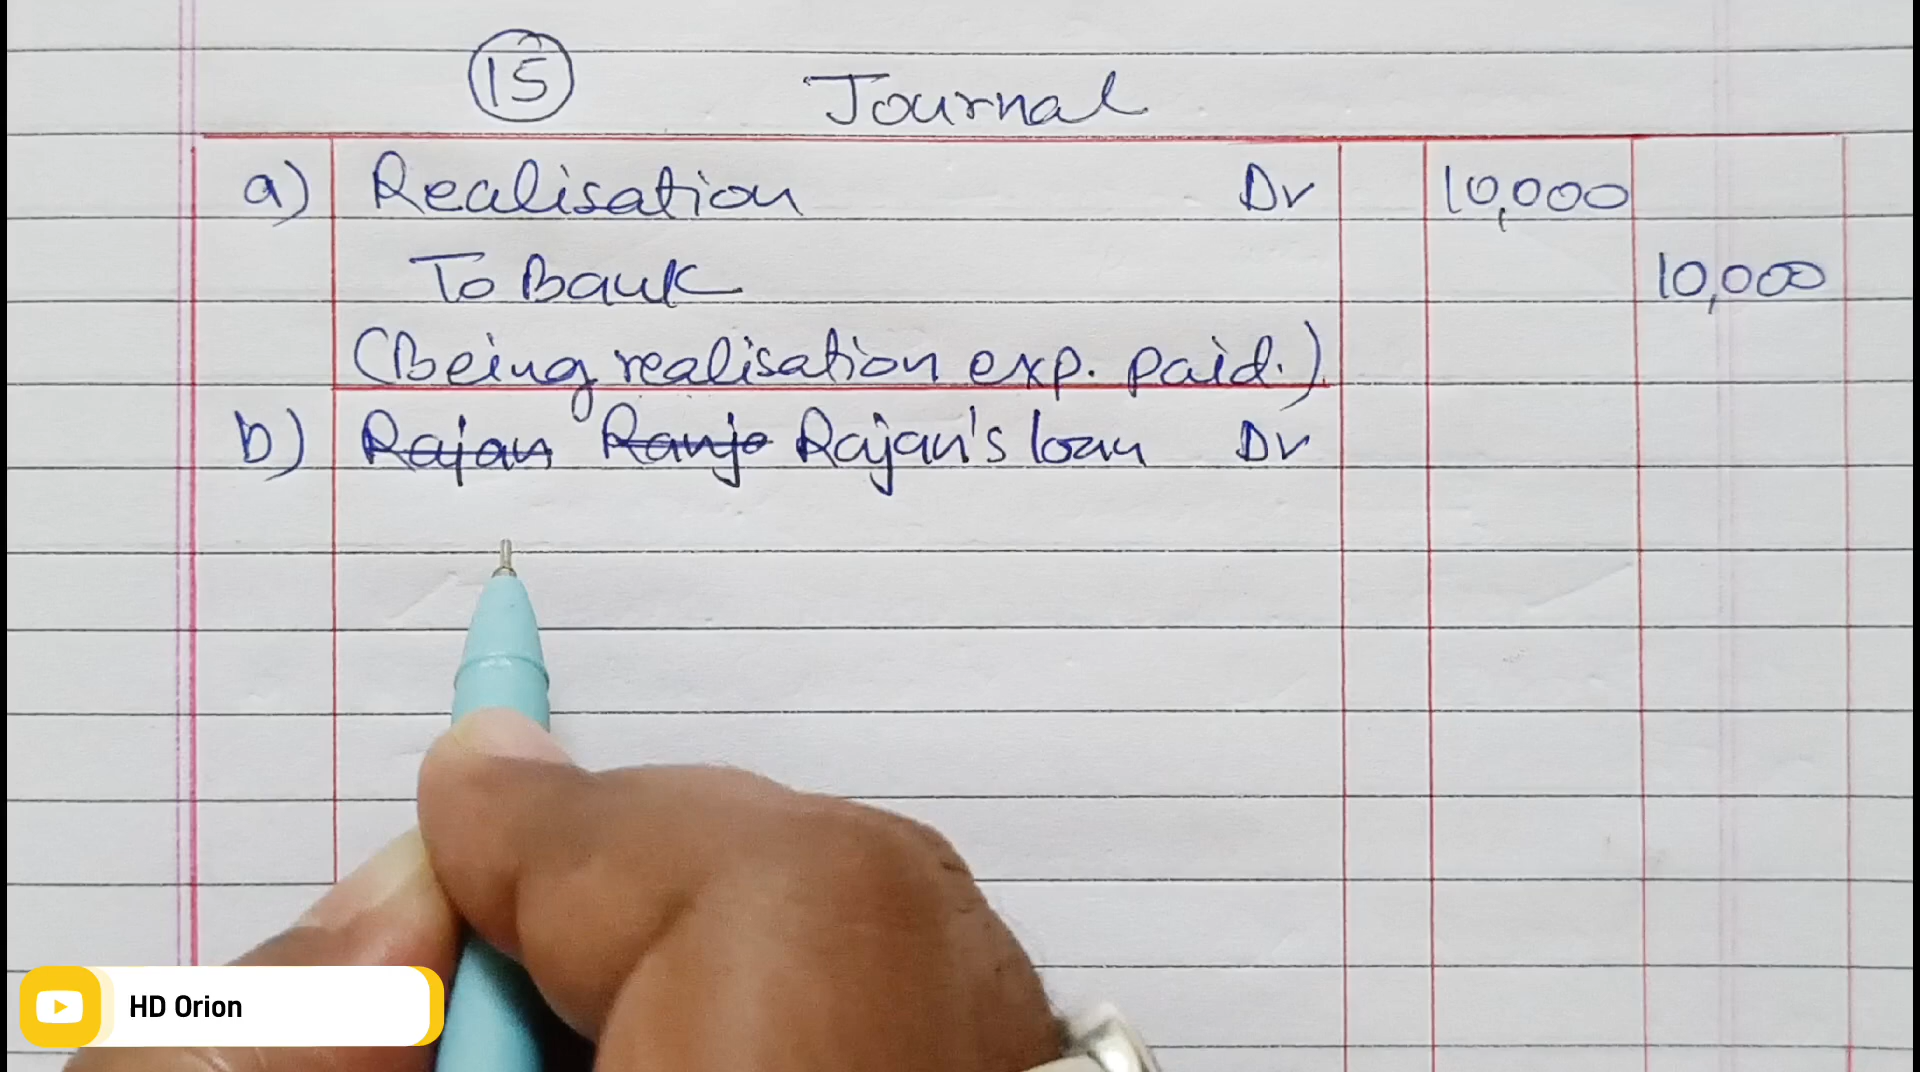 15 Journal
a) Realisation Dr 10,000
To Bank 10,000
(Being realisation exp. paid.)
b) Rajan Ranjo Rajan's loan Dr
HD Orion